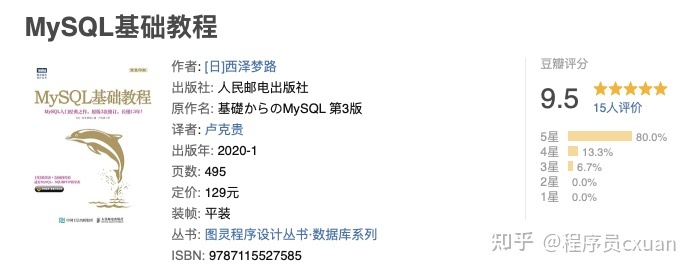 MySQL基础教程
MySQL基础教程
作者: [日]西泽梦路
出版社: 人民邮电出版社
原作名: 基礎からのMySQL 第3版
译者: 卢克贵
出版年: 2020-1
页数: 495
定价: 129元
装帧: 平装
丛书: 图灵程序设计丛书·数据库系列
ISBN: 9787115527585
豆瓣评分
9.5
15人评价
5星 80.0%
4星 13.3%
3星 6.7%
2星 0.0%
1星 0.0%
知乎 @程序员cxuan